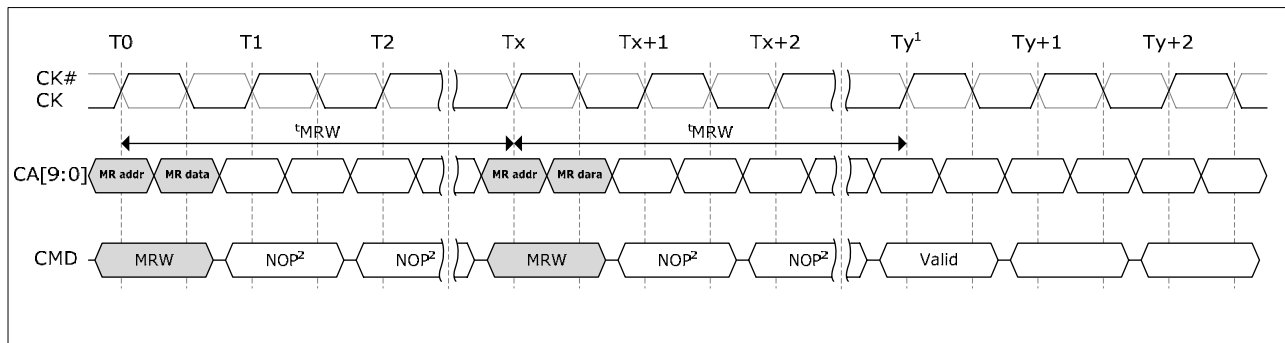 T0 T1 T2 Tx Tx+1 Tx+2 Ty¹ Ty+1 Ty+2
CK#
CK
ᵗMRW ᵗMRW
CA[9:0] MR addr MR data MR addr MR dara
CMD MRW NOP² NOP² MRW NOP² NOP² Valid